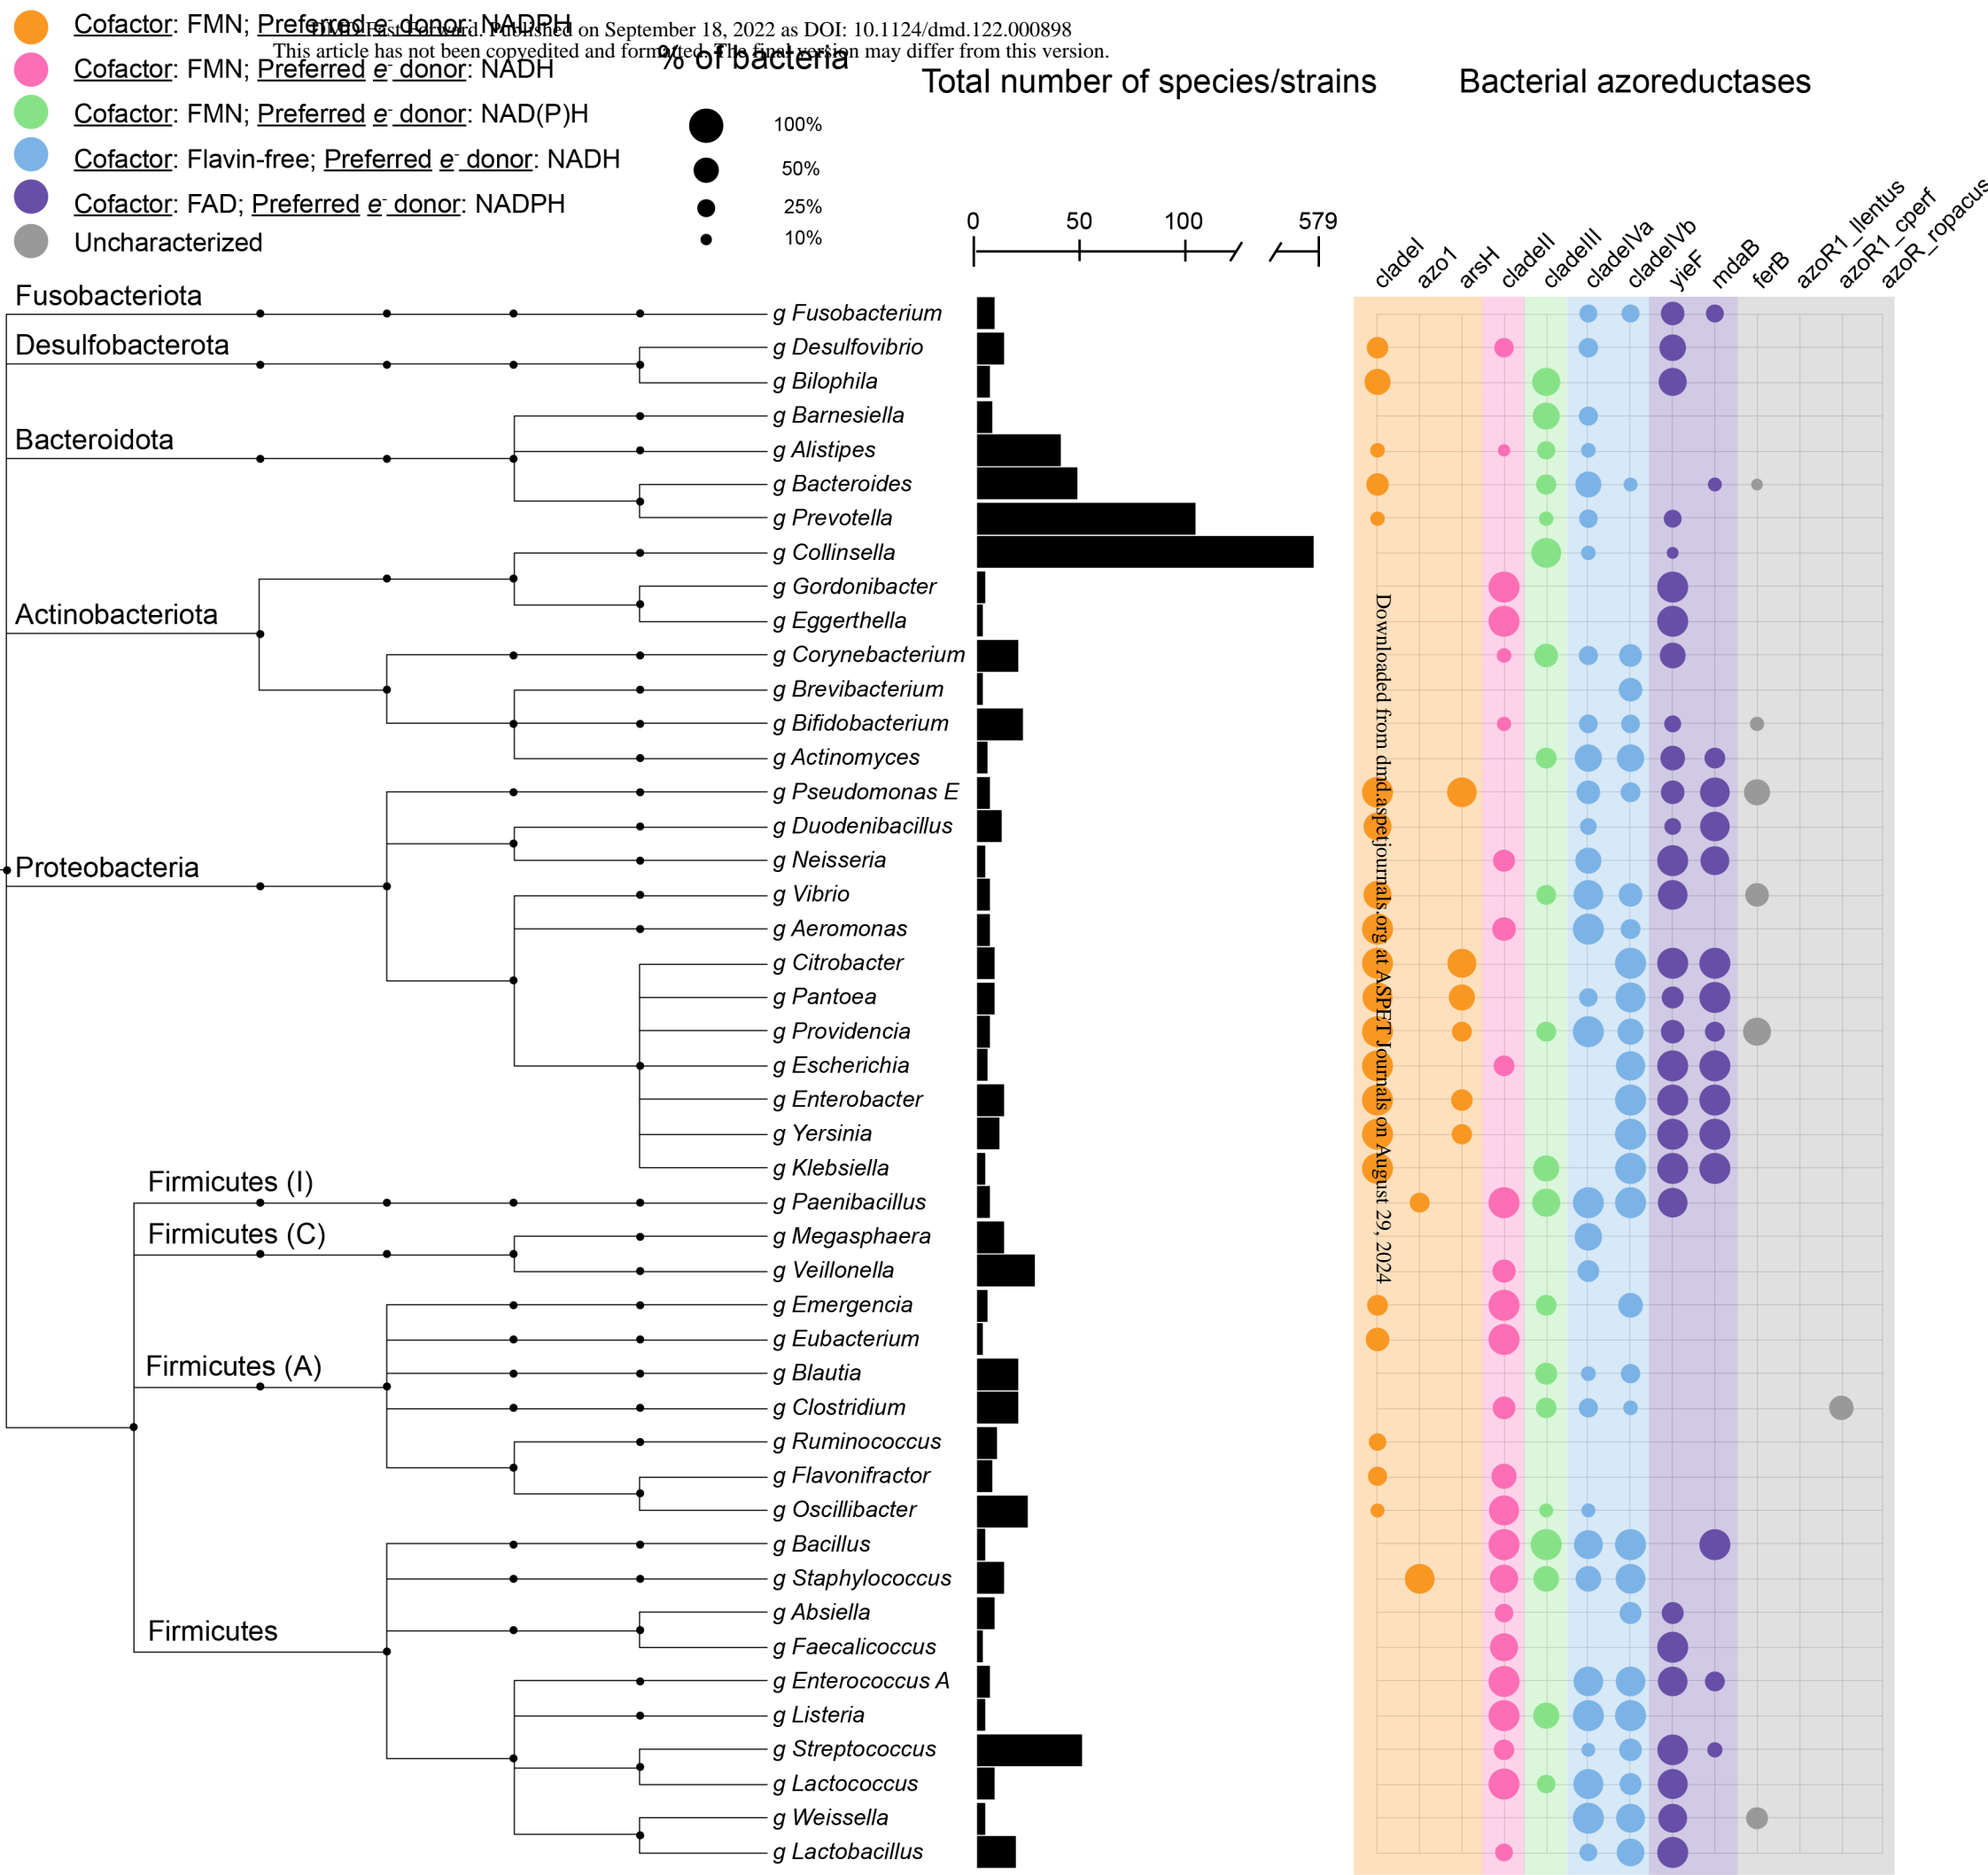 Cofactor: FMN; Preferred e- donor: NADPH
DMD Fast Forward. Published on September 18, 2022 as DOI: 10.1124/dmd.122.000898
This article has not been copyedited and formatted. The final version may differ from this version.
Cofactor: FMN; Preferred e- donor: NADH
Cofactor: FMN; Preferred e- donor: NAD(P)H
Cofactor: Flavin-free; Preferred e- donor: NADH
Cofactor: FAD; Preferred e- donor: NADPH
Uncharacterized
% of bacteria
100%
50%
25%
10%
Total number of species/strains
0 50 100 579
Bacterial azoreductases
cladeI
azo1
arsH
cladeII
cladeIII
cladeIVa
cladeIVb
yieF
mdaB
ferB
azoR1_llentus
azoR1_cperf
azoR_ropacus
Fusobacteriota
g Fusobacterium
Desulfobacterota
g Desulfovibrio
g Bilophila
Bacteroidota
g Barnesiella
g Alistipes
g Bacteroides
g Prevotella
Actinobacteriota
g Collinsella
g Gordonibacter
g Eggerthella
g Corynebacterium
g Brevibacterium
g Bifidobacterium
g Actinomyces
Proteobacteria
g Pseudomonas E
g Duodenibacillus
g Neisseria
g Vibrio
g Aeromonas
g Citrobacter
g Pantoea
g Providencia
g Escherichia
g Enterobacter
g Yersinia
g Klebsiella
Firmicutes (I)
g Paenibacillus
Firmicutes (C)
g Megasphaera
g Veillonella
Firmicutes (A)
g Emergencia
g Eubacterium
g Blautia
g Clostridium
g Ruminococcus
g Flavonifractor
g Oscillibacter
Firmicutes
g Bacillus
g Staphylococcus
g Absiella
g Faecalicoccus
g Enterococcus A
g Listeria
g Streptococcus
g Lactococcus
g Weissella
g Lactobacillus
Downloaded from dmd.aspetjournals.org at ASPET Journals on August 29, 2024